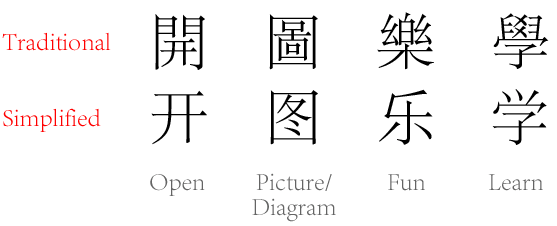 Traditional 開 圖 樂 學
Simplified 开 图 乐 学
Open Picture/ Fun Learn
Diagram